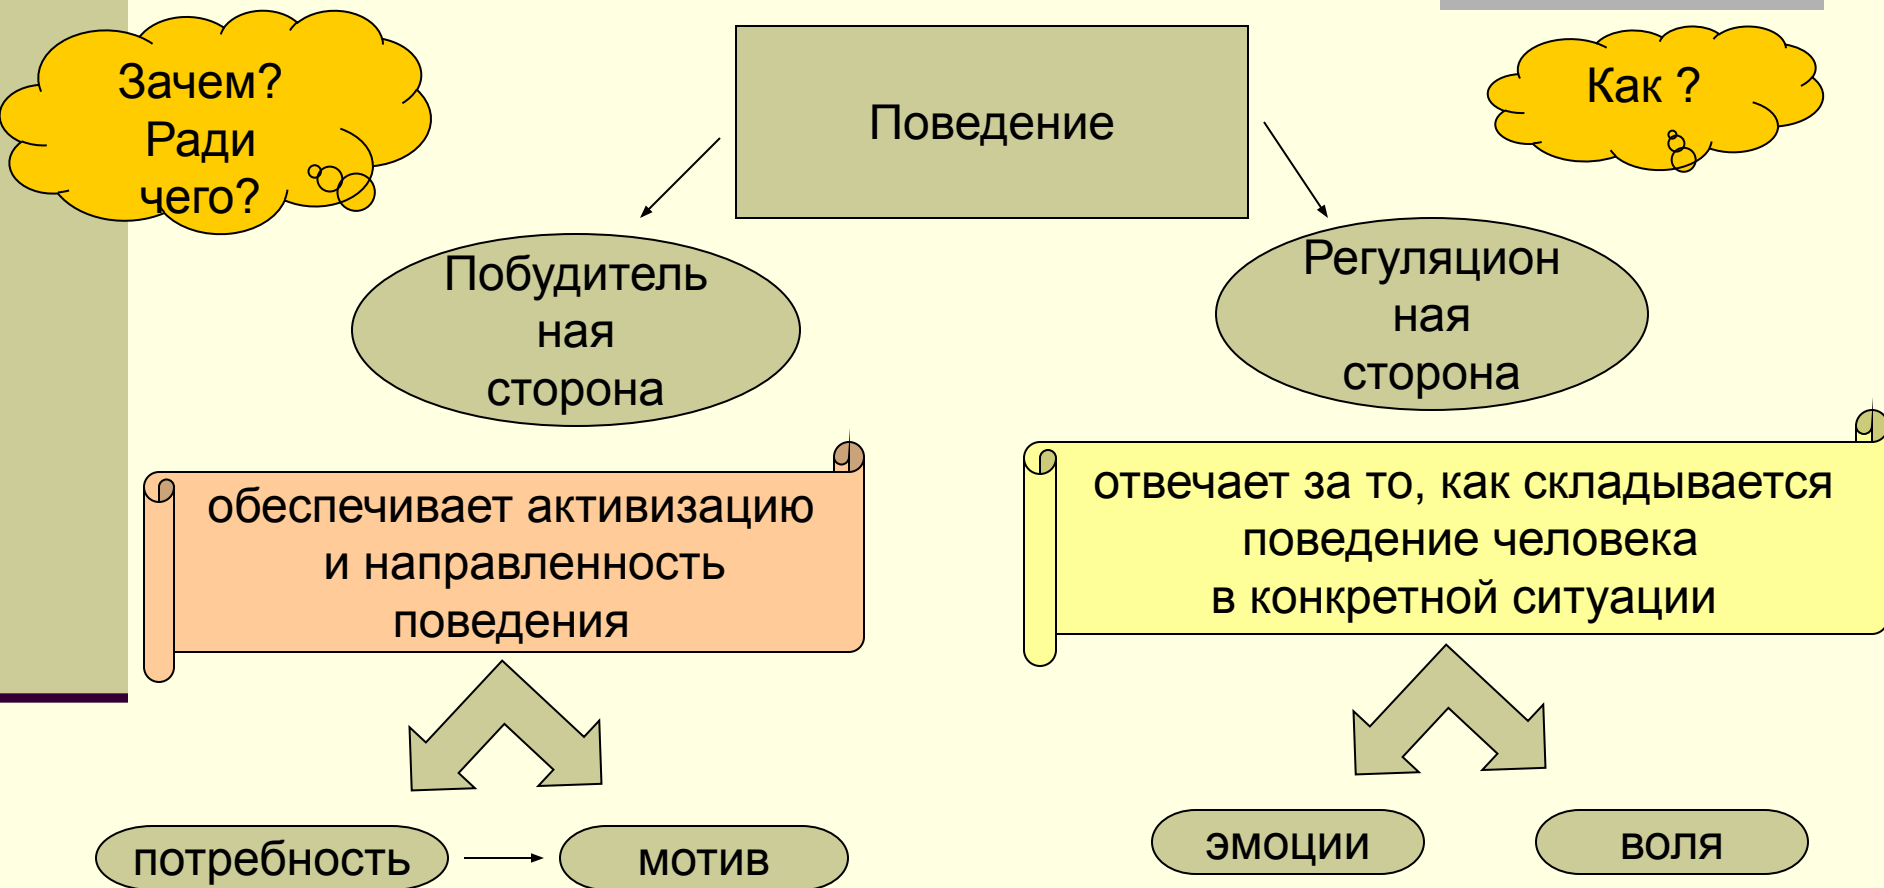 Зачем?
Ради
чего?
Поведение
Как ?
Побудитель
ная
сторона
Регуляцион
ная
сторона
обеспечивает активизацию
и направленность
поведения
отвечает за то, как складывается
поведение человека
в конкретной ситуации
потребность
мотив
эмоции
воля